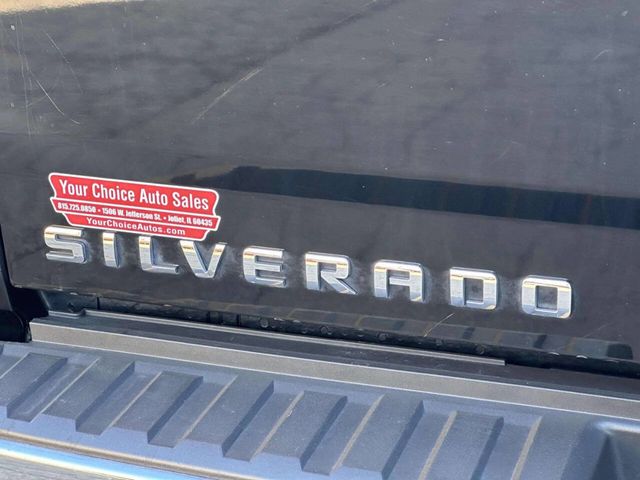 Your Choice Auto Sales
815.725.0850 • 1506 W. Jefferson St. • Joliet, IL 60435
YourChoiceAutos.com
SILVERADO